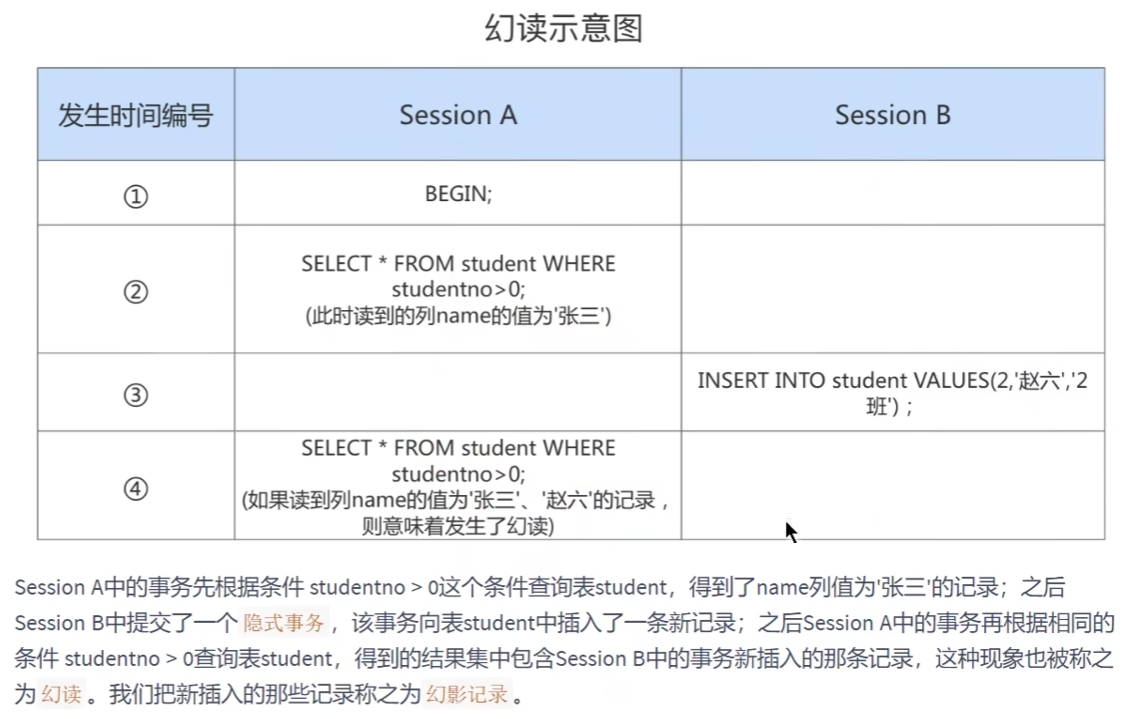 幻读示意图
发生时间编号 Session A Session B
① BEGIN;
② SELECT * FROM student WHERE
studentno>0;
(此时读到的列name的值为'张三')
③ INSERT INTO student VALUES(2,'赵六','2
班') ;
④ SELECT * FROM student WHERE
studentno>0;
(如果读到列name的值为'张三'、'赵六'的记录，
则意味着发生了幻读)
Session A中的事务先根据条件 studentno > 0这个条件查询表student，得到了name列值为'张三'的记录；之后
Session B中提交了一个 隐式事务 ，该事务向表student中插入了一条新记录；之后Session A中的事务再根据相同的
条件 studentno > 0查询表student，得到的结果集中包含Session B中的事务新插入的那条记录，这种现象也被称之
为 幻读 。我们把新插入的那些记录称之为 幻影记录 。